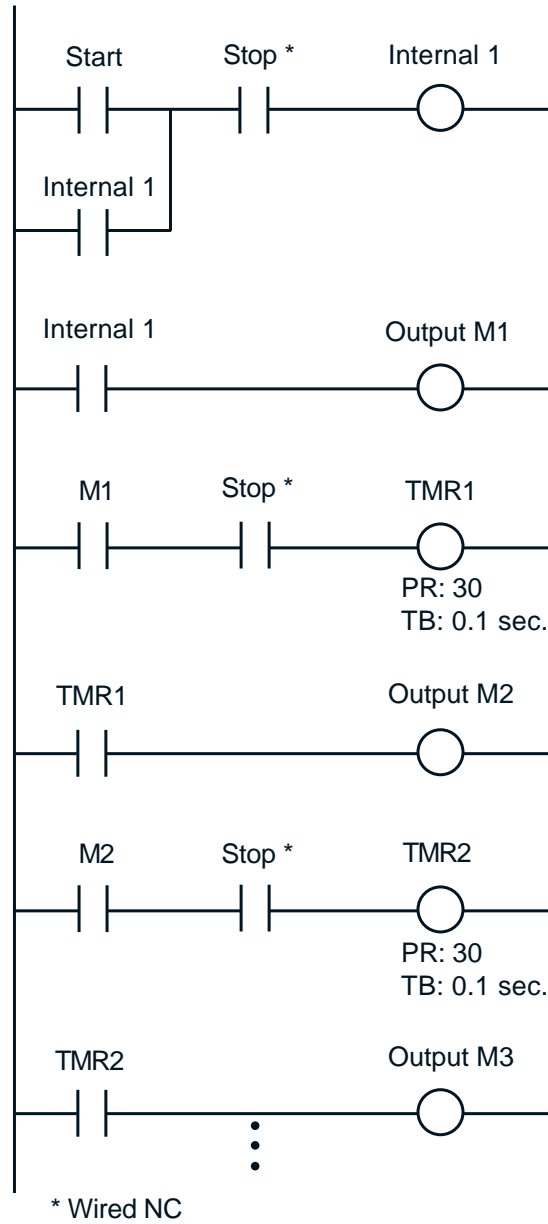 Start Stop * Internal 1
Internal 1
Internal 1 Output M1
M1 Stop * TMR1
PR: 30
TB: 0.1 sec.
TMR1 Output M2
M2 Stop * TMR2
PR: 30
TB: 0.1 sec.
TMR2 Output M3
* Wired NC